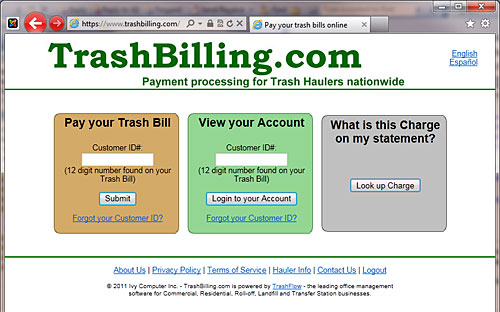 https://www.trashbilling.com/
Pay your trash bills online
TrashBilling.com
English
Español
Payment processing for Trash Haulers nationwide
Pay your Trash Bill
Customer ID#:
(12 digit number found on your
Trash Bill)
Submit
Forgot your Customer ID?
View your Account
Customer ID#:
(12 digit number found on your
Trash Bill)
Login to your Account
Forgot your Customer ID?
What is this Charge
on my statement?
Look up Charge
About Us | Privacy Policy | Terms of Service | Hauler Info | Contact Us | Logout
© 2011 Ivy Computer Inc. - TrashBilling.com is powered by TrashFlow - the leading office management
software for Commercial, Residential, Roll-off, Landfill and Transfer Station businesses.